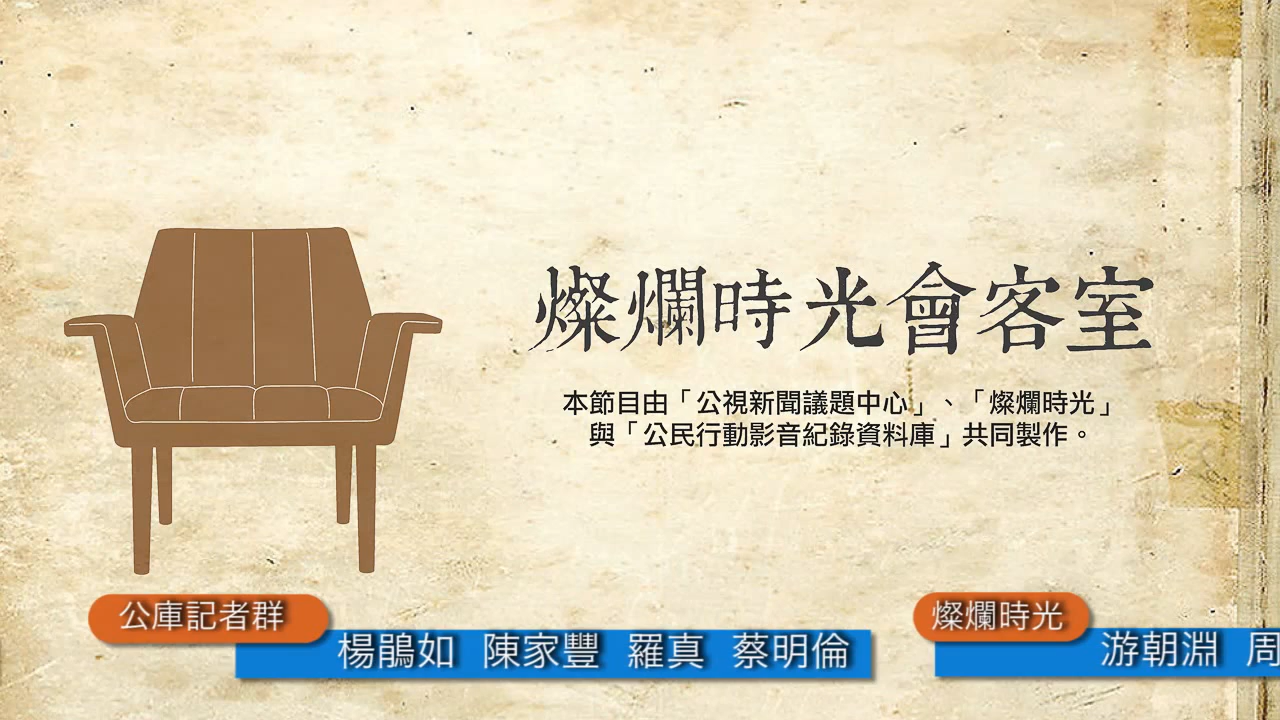 燦爛時光會客室
本節目由「公視新聞議題中心」、「燦爛時光」
與「公民行動影音紀錄資料庫」共同製作。
公庫記者群
楊鵑如 陳家豐 羅真 蔡明倫
燦爛時光
游朝淵 周